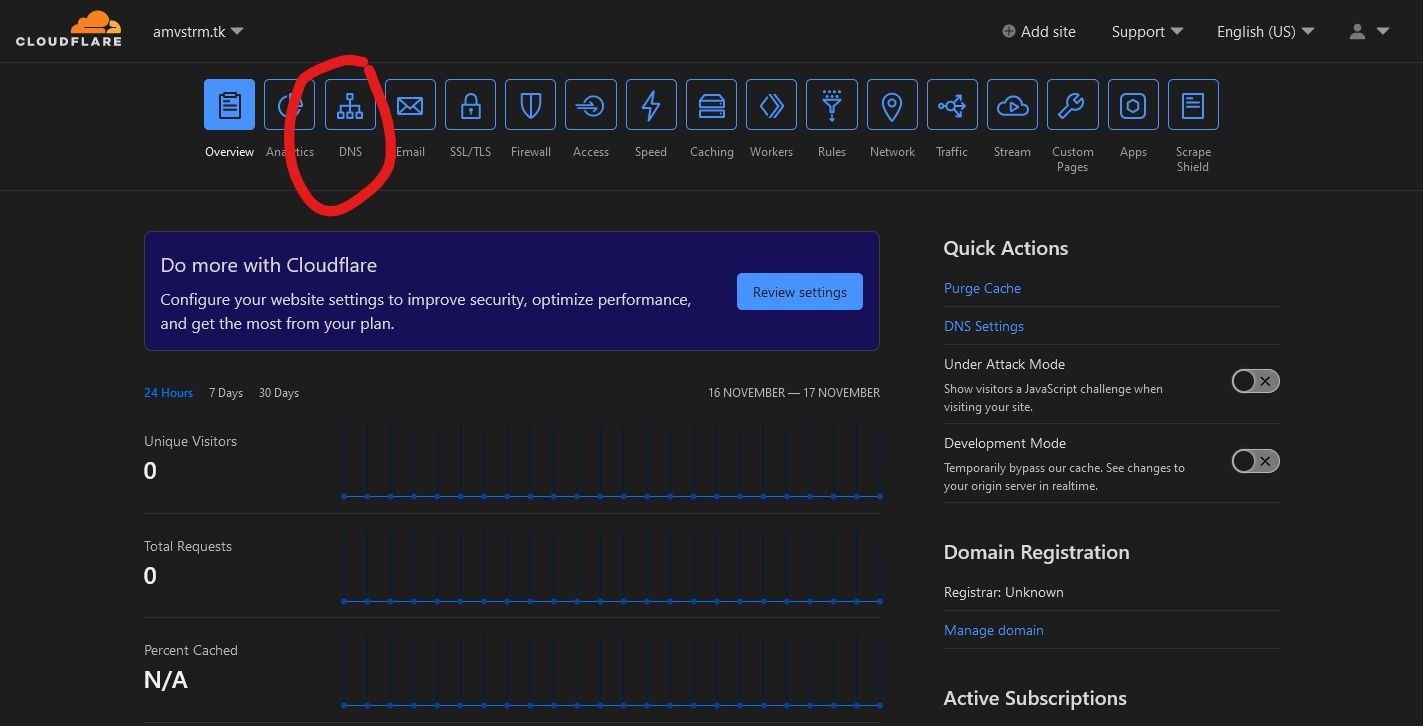 CLOUDFLARE
amvstrm.tk
Add site
Support
English (US)
Overview
Analytics
DNS
Email
SSL/TLS
Firewall
Access
Speed
Caching
Workers
Rules
Network
Traffic
Stream
Custom
Pages
Apps
Scrape
Shield
Do more with Cloudflare
Configure your website settings to improve security, optimize performance,
and get the most from your plan.
Review settings
24 Hours 7 Days 30 Days
16 NOVEMBER — 17 NOVEMBER
Unique Visitors
0
Total Requests
0
Percent Cached
N/A
Quick Actions
Purge Cache
DNS Settings
Under Attack Mode
Show visitors a JavaScript challenge when
visiting your site.
Development Mode
Temporarily bypass our cache. See changes to
your origin server in realtime.
Domain Registration
Registrar: Unknown
Manage domain
Active Subscriptions